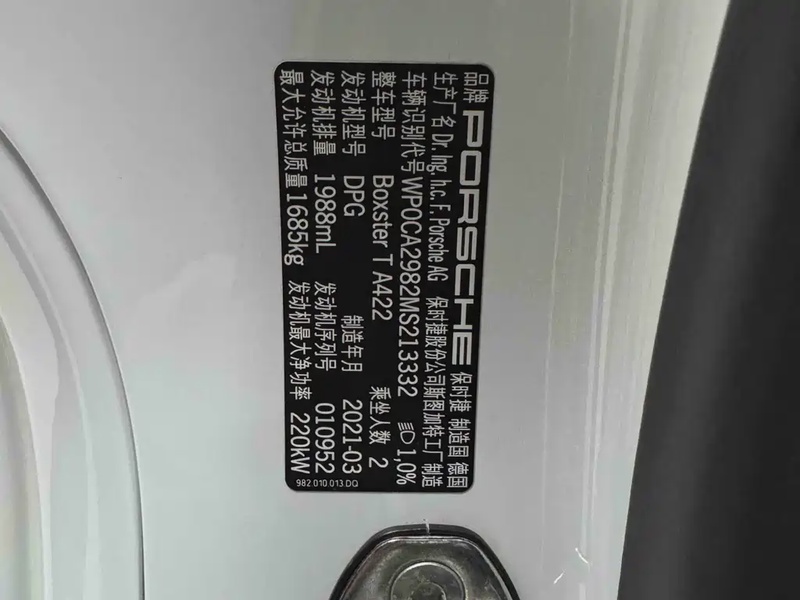 品牌 PORSCHE 保时捷 制造国 德国
生产厂名 Dr. Ing. h.c. F. Porsche AG 保时捷股份公司斯图加特工厂制造
车辆识别代号 WP0CA2982MS213332 1,0%
整车型号 Boxster T A422 乘坐人数 2
发动机型号 DPG 制造年月 2021-03
发动机排量 1988mL 发动机序列号 010952
最大允许总质量 1685kg 发动机最大净功率 220kW
982.010.013.DQ